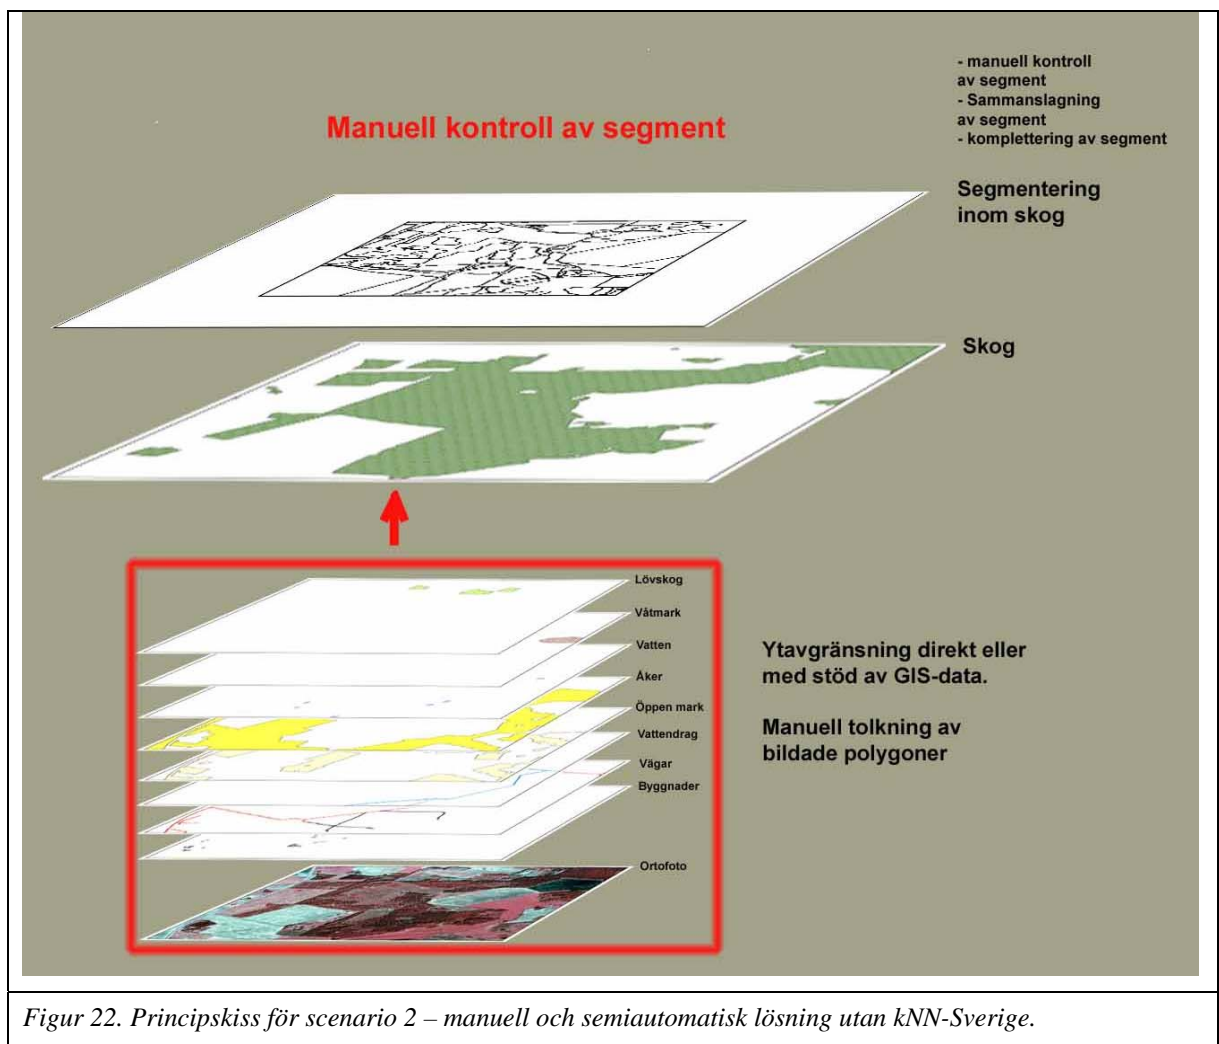 - manuell kontroll
av segment
- Sammanslagning
av segment
- komplettering av segment
Manuell kontroll av segment
Segmentering
inom skog
Skog
Lövskog
Våtmark
Vatten
Åker
Öppen mark
Vattendrag
Vägar
Byggnader
Ortofoto
Ytavgränsning direkt eller
med stöd av GIS-data.
Manuell tolkning av
bildade polygoner
Figur 22. Principskiss för scenario 2 – manuell och semiautomatisk lösning utan kNN-Sverige.